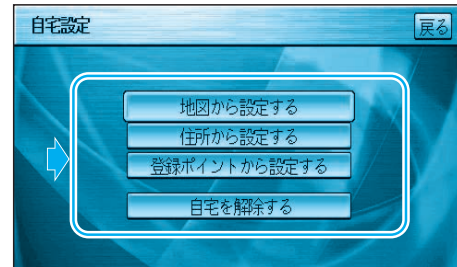 自宅設定
戻る
地図から設定する
住所から設定する
登録ポイントから設定する
自宅を解除する